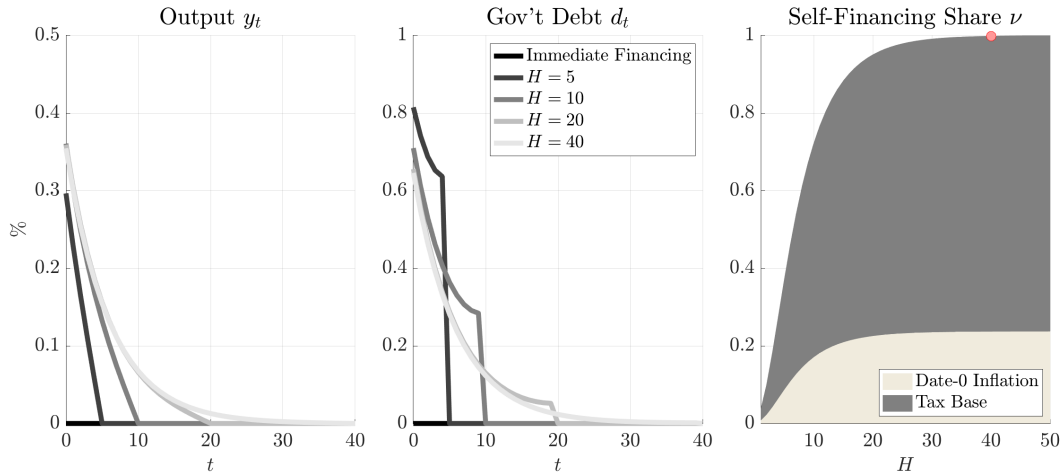 Output y_t
%
0.5
0.4
0.3
0.2
0.1
0
0 10 20 30 40
t
Gov't Debt d_t
1
0.8
0.6
0.4
0.2
0
Immediate Financing
H = 5
H = 10
H = 20
H = 40
0 10 20 30 40
t
Self-Financing Share ν
1
0.8
0.6
0.4
0.2
0
Date-0 Inflation
Tax Base
10 20 30 40 50
H